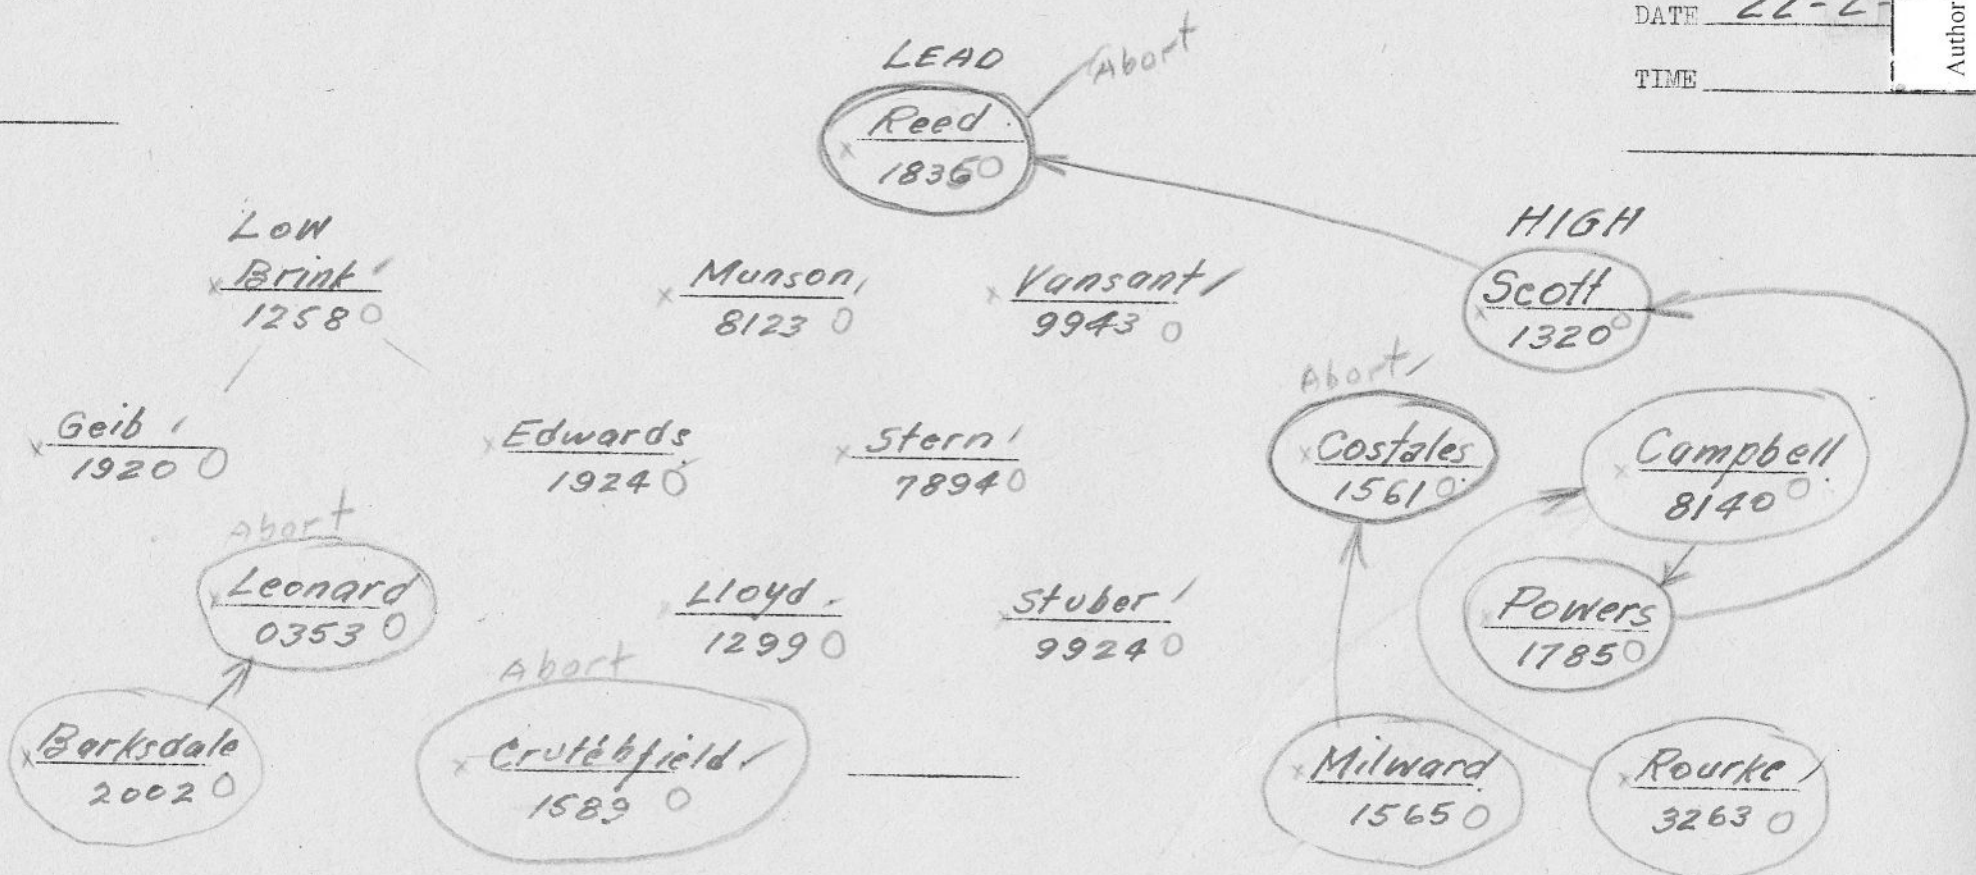 DATE 22-2-
Author
TIME
LEAD
Abort
Reed
1836
LOW
Brink
1258
Munson
8123
Vansant
9943
HIGH
Scott
1320
Geib
1920
Edwards
1924
Stern
7894
Abort
Costales
1561
Campbell
8140
Abort
Leonard
0353
Lloyd
1299
Stuber
9924
Powers
1785
Barksdale
2002
Abort
Crutchfield
1589
Milward
1565
Rourke
3263